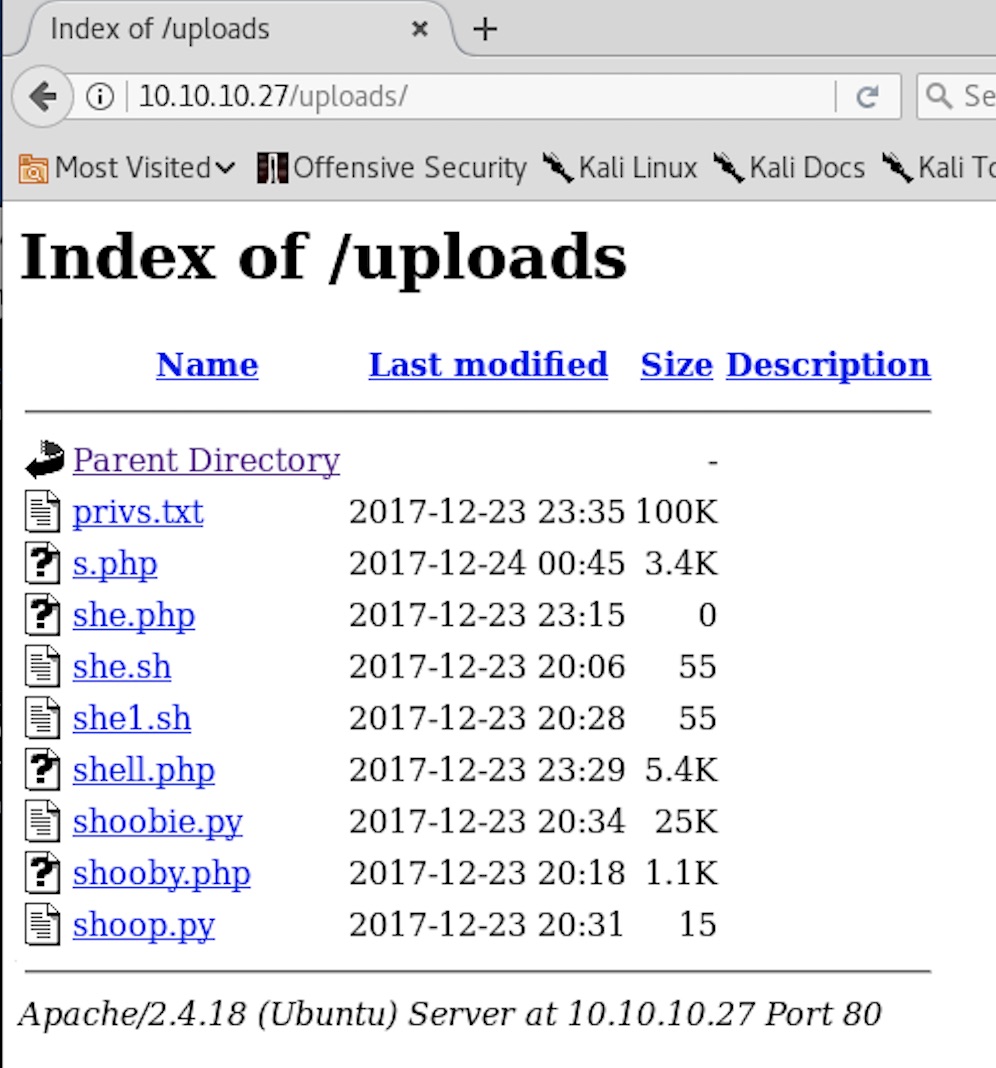 Index of /uploads × +
10.10.10.27/uploads/ Se
Most Visited Offensive Security Kali Linux Kali Docs Kali To
Index of /uploads
Name Last modified Size Description
Parent Directory -
privs.txt 2017-12-23 23:35 100K
s.php 2017-12-24 00:45 3.4K
she.php 2017-12-23 23:15 0
she.sh 2017-12-23 20:06 55
she1.sh 2017-12-23 20:28 55
shell.php 2017-12-23 23:29 5.4K
shoobie.py 2017-12-23 20:34 25K
shooby.php 2017-12-23 20:18 1.1K
shoop.py 2017-12-23 20:31 15
Apache/2.4.18 (Ubuntu) Server at 10.10.10.27 Port 80